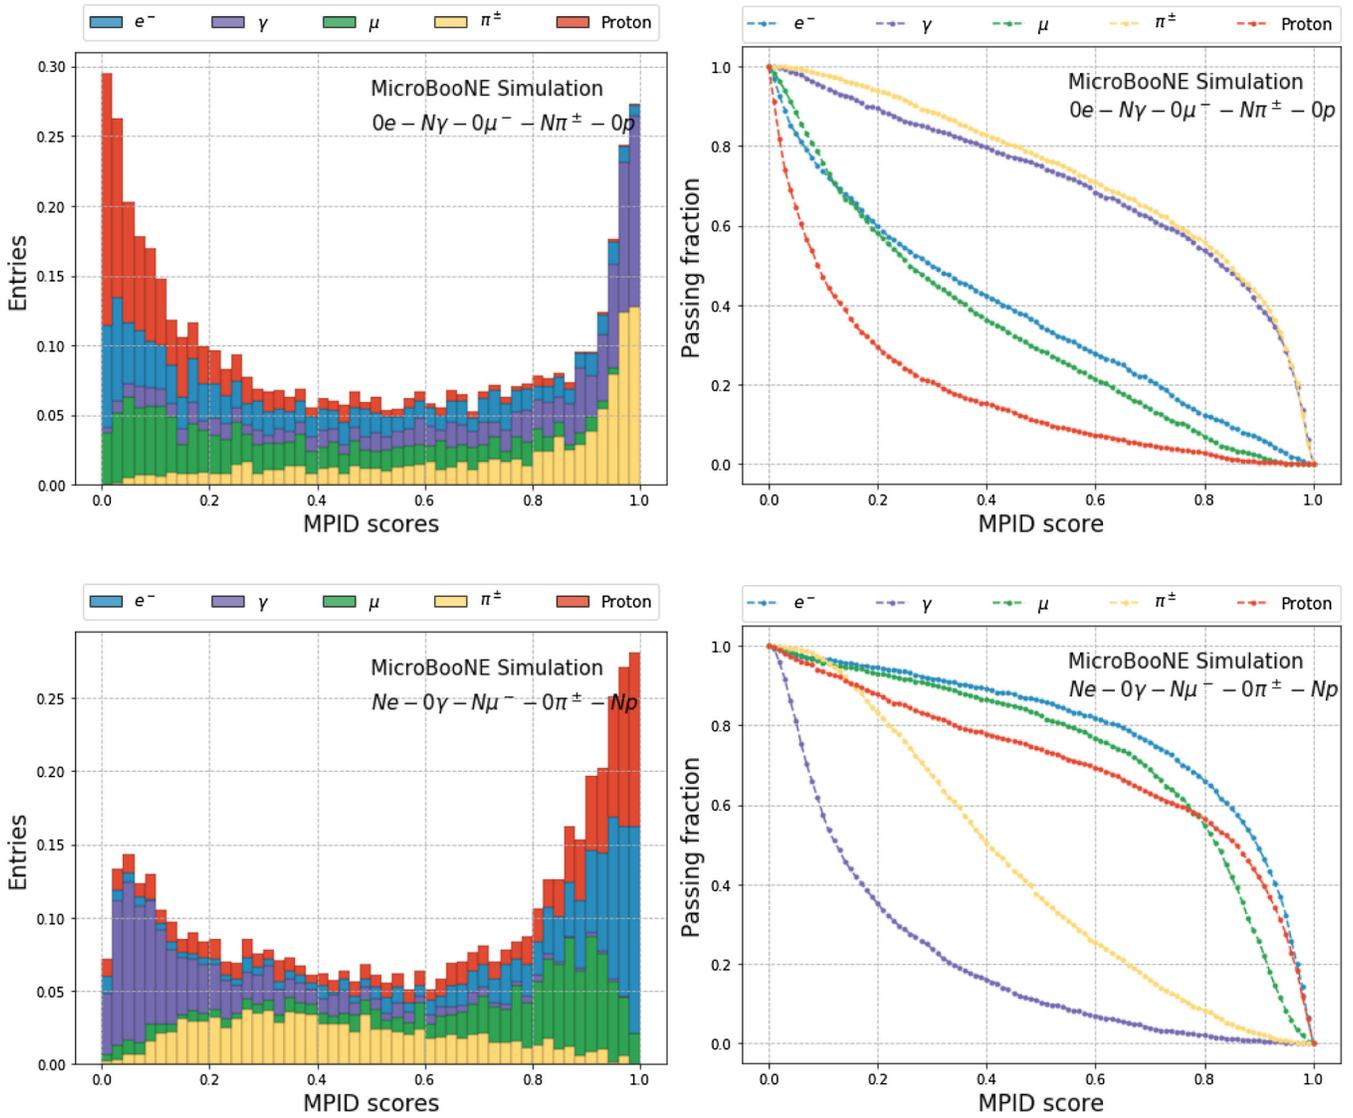 e⁻ γ μ π± Proton
0.30
0.25
0.20
0.15
0.10
0.05
0.00
Entries
MicroBooNE Simulation
0e − Nγ − 0μ⁻ − Nπ± − 0p
0.0 0.2 0.4 0.6 0.8 1.0
MPID scores
e⁻ γ μ π± Proton
1.0
0.8
0.6
0.4
0.2
0.0
Passing fraction
MicroBooNE Simulation
0e − Nγ − 0μ⁻ − Nπ± − 0p
0.0 0.2 0.4 0.6 0.8 1.0
MPID score
e⁻ γ μ π± Proton
0.25
0.20
0.15
0.10
0.05
0.00
Entries
MicroBooNE Simulation
Ne − 0γ − Nμ⁻ − 0π± − Np
0.0 0.2 0.4 0.6 0.8 1.0
MPID scores
e⁻ γ μ π± Proton
1.0
0.8
0.6
0.4
0.2
0.0
Passing fraction
MicroBooNE Simulation
Ne − 0γ − Nμ⁻ − 0π± − Np
0.0 0.2 0.4 0.6 0.8 1.0
MPID score